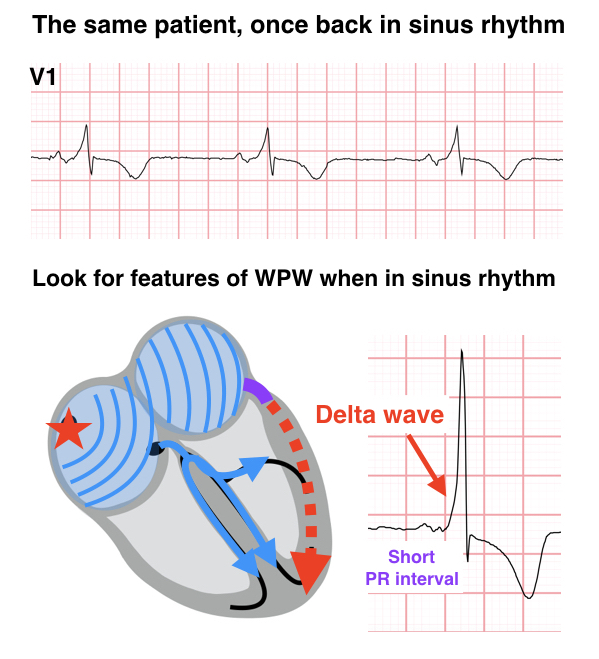 The same patient, once back in sinus rhythm
V1
Look for features of WPW when in sinus rhythm
Delta wave
Short
PR interval